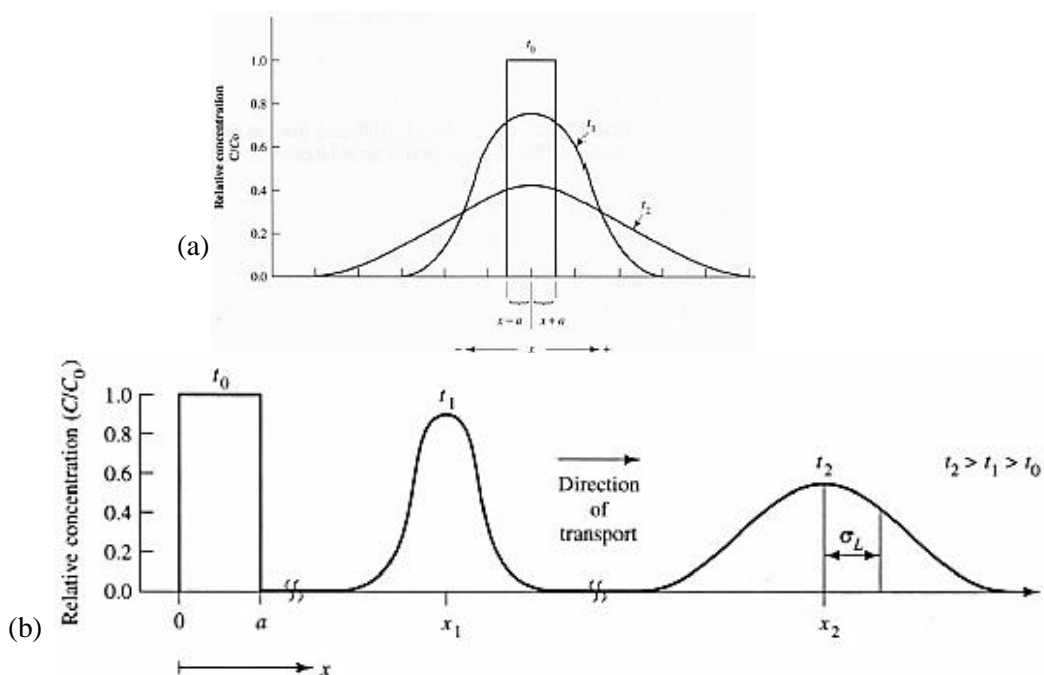 t₀
1.0
0.8
0.6
0.4
0.2
0.0
Relative concentration
C/Co
t₁
t₂
(a)
x − a
x + a
− x +
Relative concentration (C/C₀)
1.0
0.8
0.6
0.4
0.2
0.0
t₀
t₁
Direction
of
transport
t₂
σL
t₂ > t₁ > t₀
(b)
0 a x₁ x₂
x